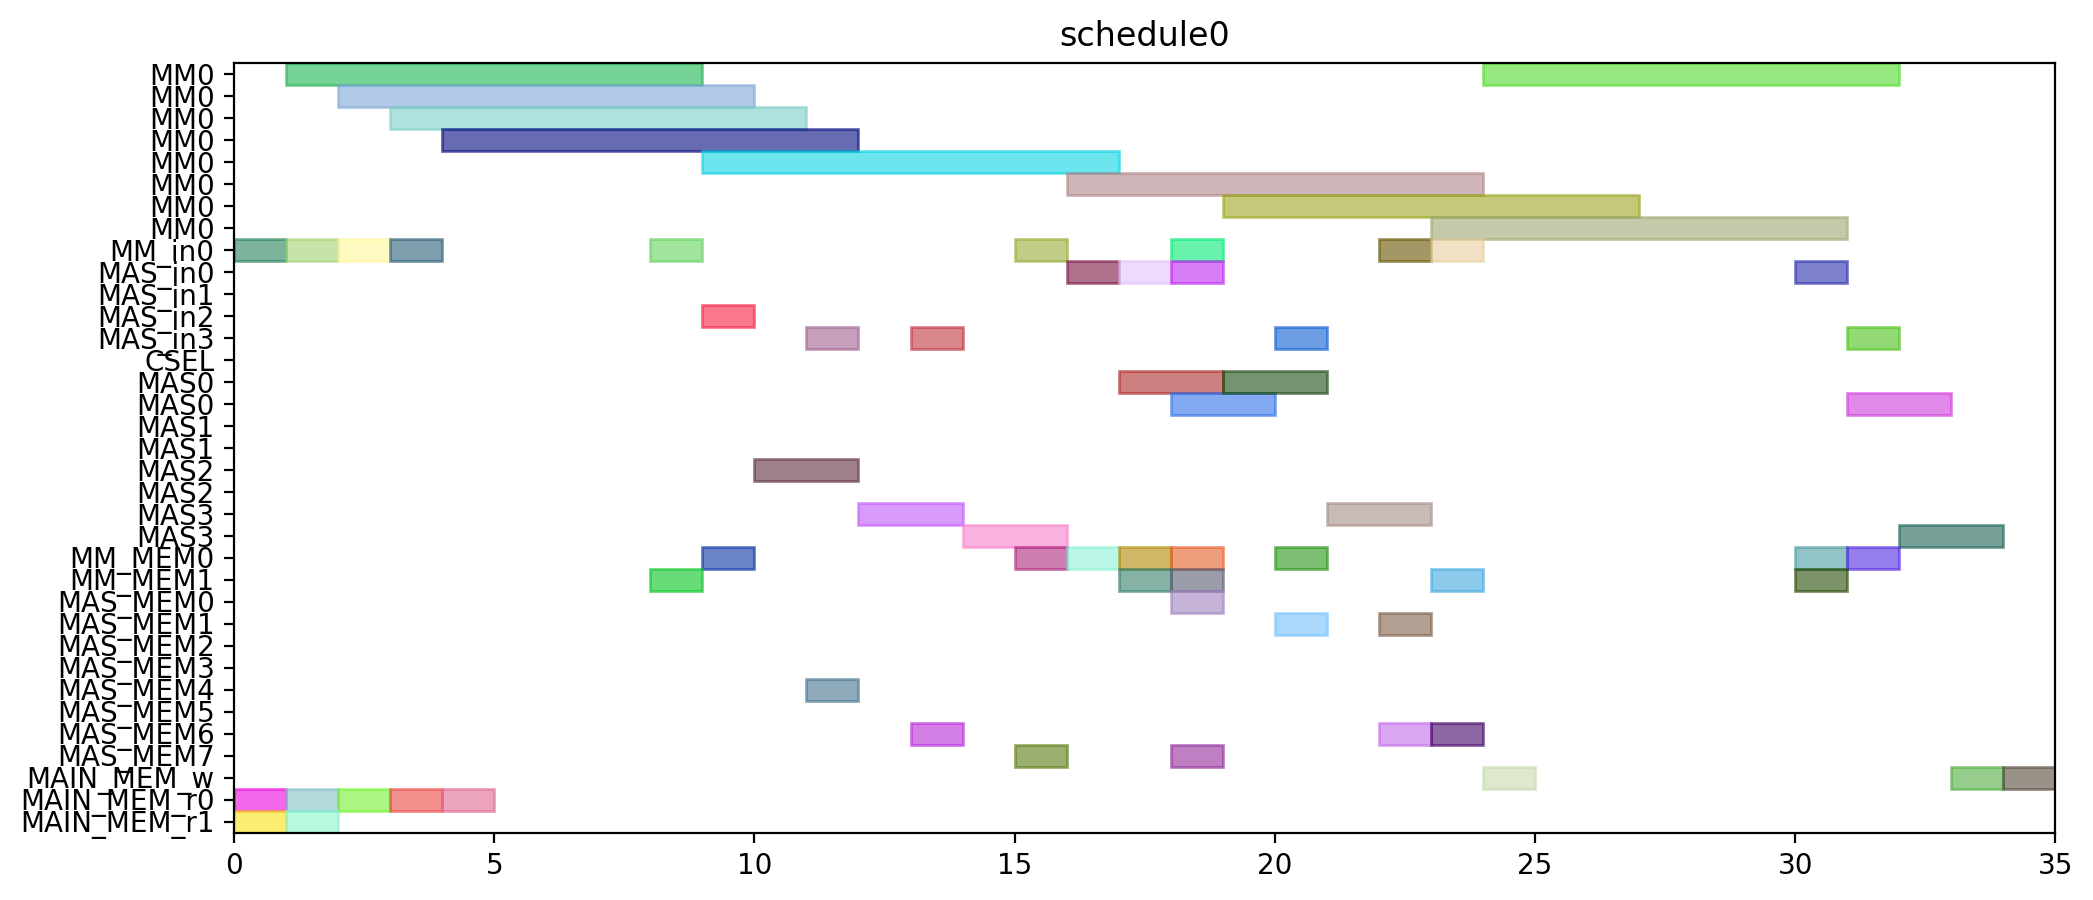 schedule0
MM0
MM0
MM0
MM0
MM0
MM0
MM0
MM0
MM_in0
MAS_in0
MAS_in1
MAS_in2
MAS_in3
CSEL
MAS0
MAS0
MAS1
MAS1
MAS2
MAS2
MAS3
MAS3
MM_MEM0
MM_MEM1
MAS_MEM0
MAS_MEM1
MAS_MEM2
MAS_MEM3
MAS_MEM4
MAS_MEM5
MAS_MEM6
MAS_MEM7
MAIN_MEM_w
MAIN_MEM_r0
MAIN_MEM_r1
0 5 10 15 20 25 30 35